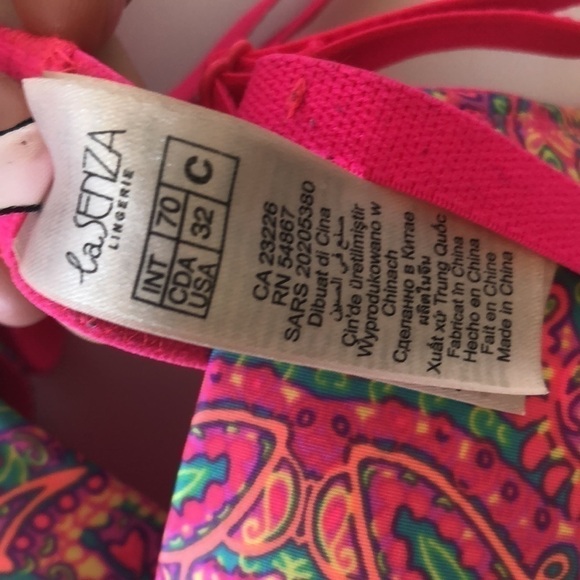 la SENZA
LINGERIE
INT 70 C
CDA USA 32
CA 23226
RN 54867
SARS 20205380
Dibuat di Cina
صنع في الصين
Çin'de üretilmiştir
Wyprodukowano w
Chinach
Сделанно в Китае
ผลิตในจีน
Xuất xứ Trung Quốc
Fabricat în China
Hecho en China
Fait en Chine
Made in China